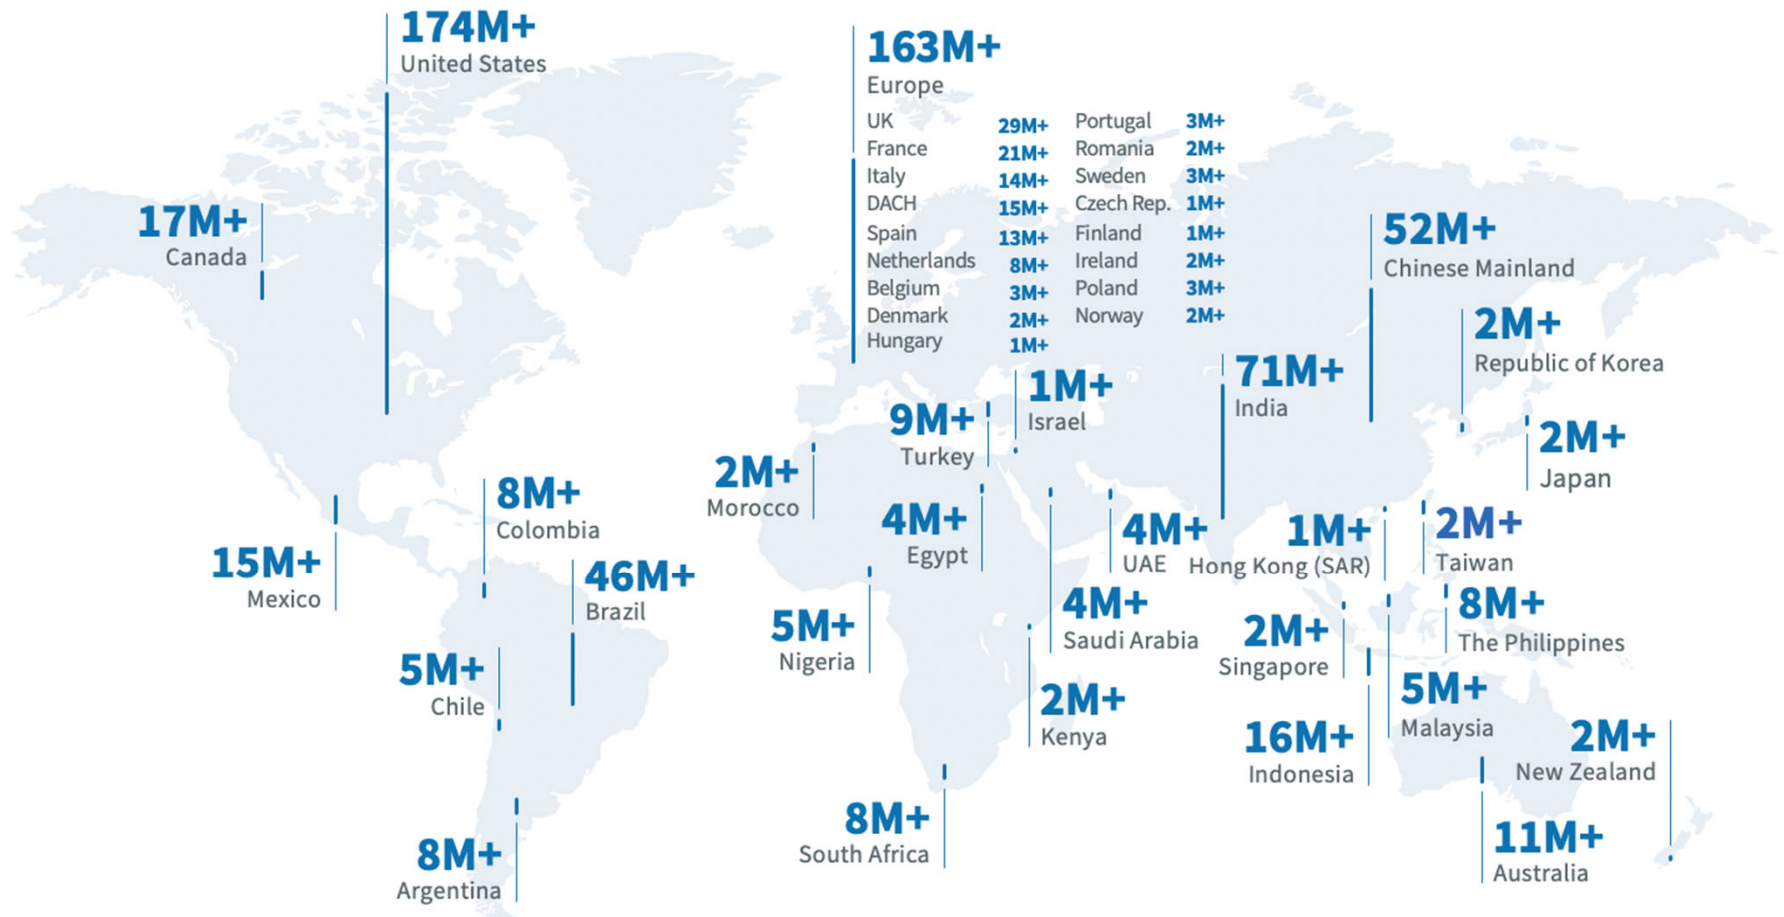 174M+
United States
163M+
Europe
UK 29M+ Portugal 3M+
France 21M+ Romania 2M+
Italy 14M+ Sweden 3M+
DACH 15M+ Czech Rep. 1M+
Spain 13M+ Finland 1M+
Netherlands 8M+ Ireland 2M+
Belgium 3M+ Poland 3M+
Denmark 2M+ Norway 2M+
Hungary 1M+
17M+
Canada
52M+
Chinese Mainland
2M+
Republic of Korea
71M+
India
1M+
Israel
9M+
Turkey
2M+
Japan
2M+
Morocco
8M+
Colombia
4M+
Egypt
4M+
UAE
1M+
Hong Kong (SAR)
2M+
Taiwan
15M+
Mexico
46M+
Brazil
5M+
Nigeria
4M+
Saudi Arabia
2M+
Singapore
8M+
The Philippines
5M+
Chile
2M+
Kenya
5M+
Malaysia
16M+
Indonesia
2M+
New Zealand
8M+
South Africa
11M+
Australia
8M+
Argentina